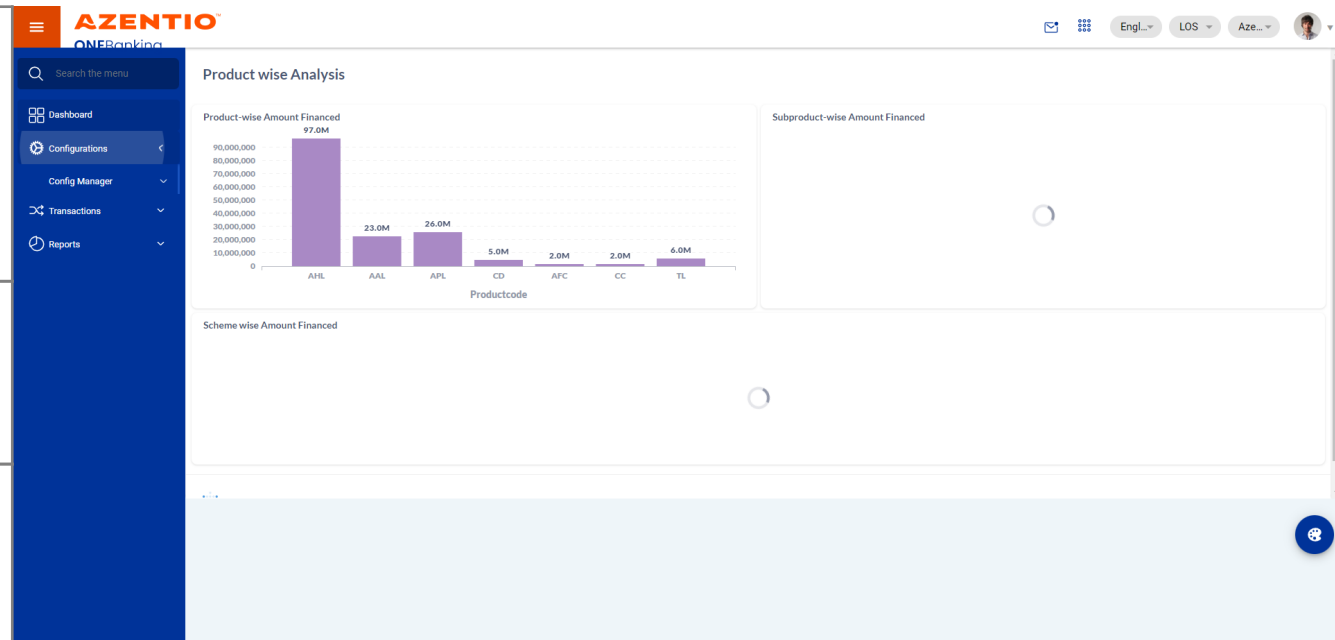 AZENTIO
ONEBanking
Engl...
LOS
Aze...
Search the menu
Dashboard
Configurations
Config Manager
Transactions
Reports
Product wise Analysis
Product-wise Amount Financed
97.0M
90,000,000
80,000,000
70,000,000
60,000,000
50,000,000
40,000,000
30,000,000
20,000,000
10,000,000
0
23.0M
26.0M
5.0M
2.0M
2.0M
6.0M
AHL AAL APL CD AFC CC TL
Productcode
Subproduct-wise Amount Financed
Scheme wise Amount Financed